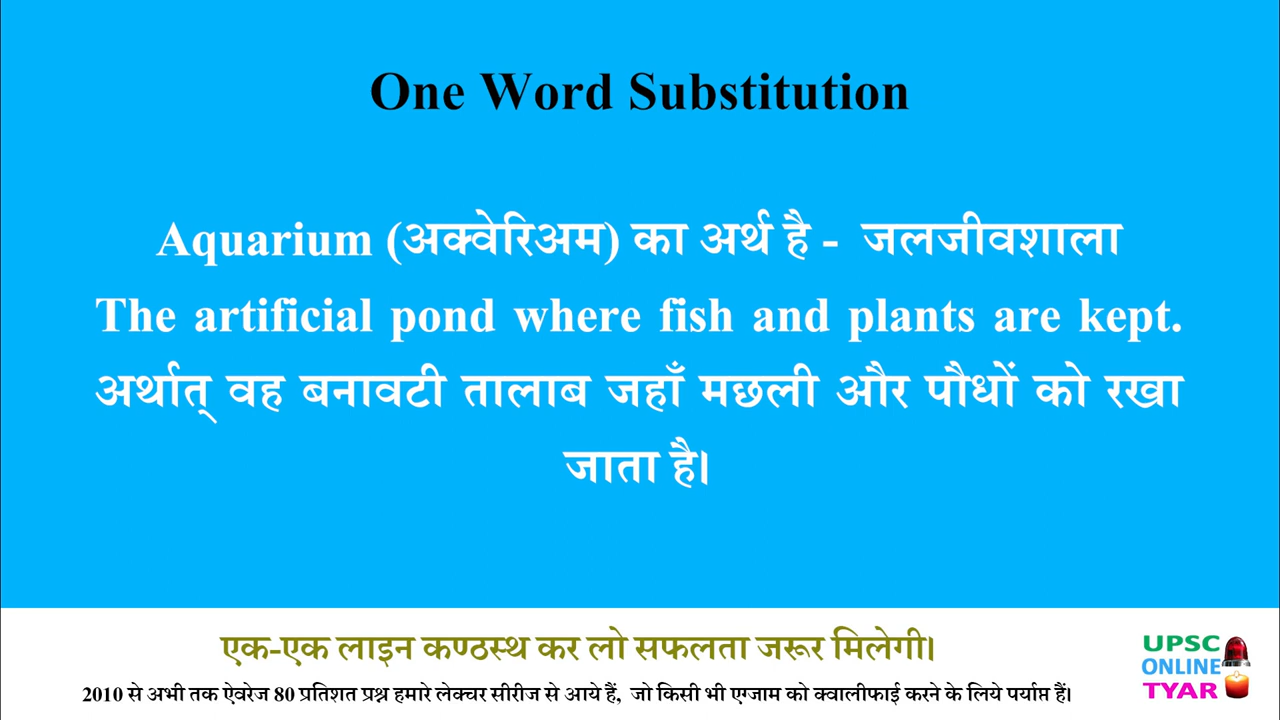 One Word Substitution
Aquarium (अक्वेरिअम) का अर्थ है - जलजीवशाला
The artificial pond where fish and plants are kept.
अर्थात् वह बनावटी तालाब जहाँ मछली और पौधों को रखा
जाता है।
एक-एक लाइन कण्ठस्थ कर लो सफलता जरूर मिलेगी।
2010 से अभी तक ऐवरेज 80 प्रतिशत प्रश्न हमारे लेक्चर सीरीज से आये हैं, जो किसी भी एग्जाम को क्वालीफाई करने के लिये पर्याप्त हैं।
UPSC
ONLINE
TYAR